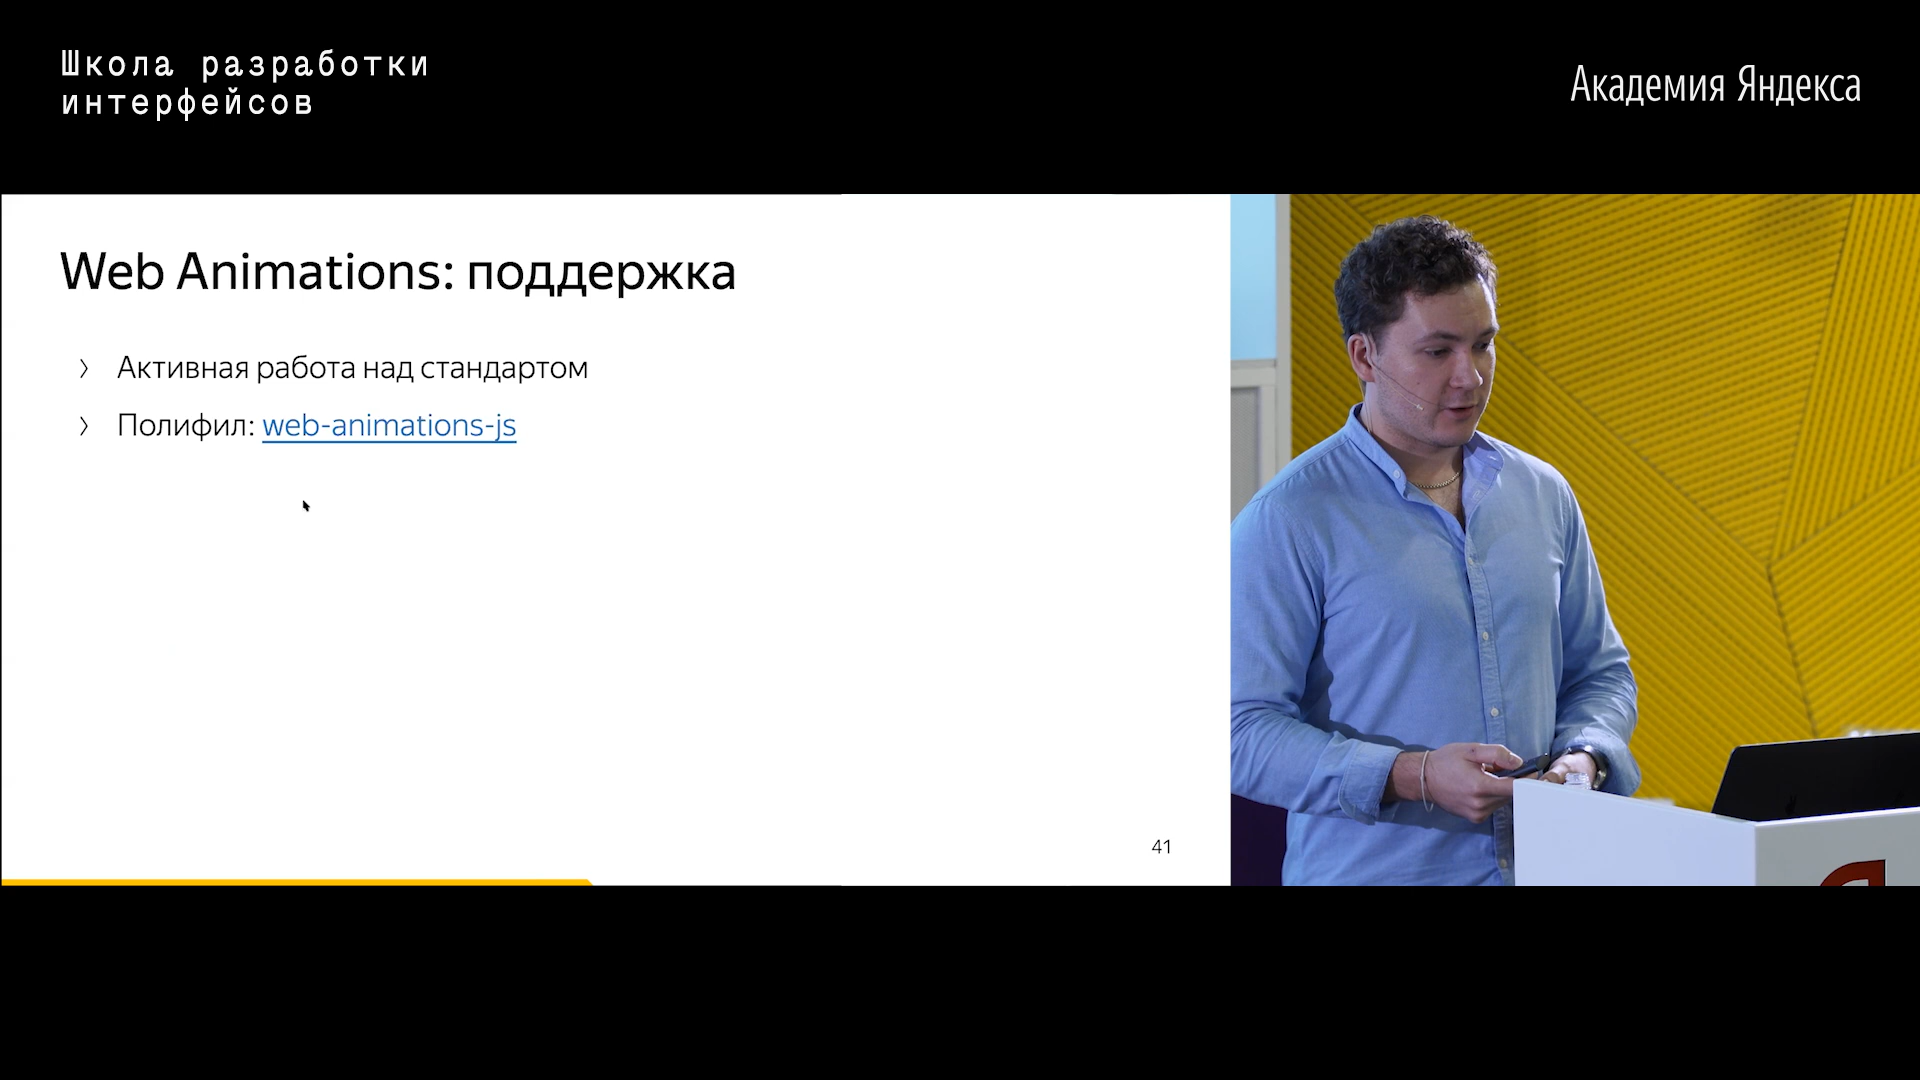 Школа разработки
интерфейсов
Академия Яндекса
Web Animations: поддержка
Активная работа над стандартом
Полифил: web-animations-js
41